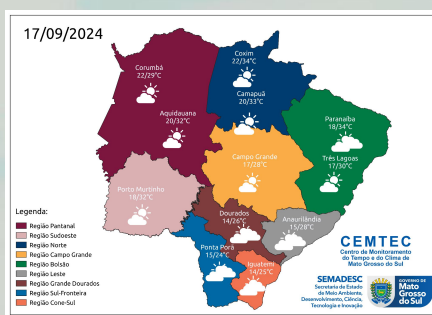 17/09/2024
Coxim
22/34°C
Corumbá
22/29°C
Camapuã
20/33°C
Aquidauana
20/32°C
Paranaíba
18/34°C
Três Lagoas
17/30°C
Campo Grande
17/28°C
Porto Murtinho
18/32°C
Dourados
14/26°C
Anaurilândia
15/28°C
Ponta Porã
15/24°C
Iguatemi
14/25°C
Legenda:
Região Pantanal
Região Sudoeste
Região Norte
Região Campo Grande
Região Bolsão
Região Leste
Região Grande Dourados
Região Sul-Fronteira
Região Cone-Sul
CEMTEC
Centro de Monitoramento
do Tempo e do Clima de
Mato Grosso do Sul
SEMADESC
Secretaria de Estado
de Meio Ambiente,
Desenvolvimento, Ciência,
Tecnologia e Inovação
GOVERNO DE
Mato
Grosso
do Sul